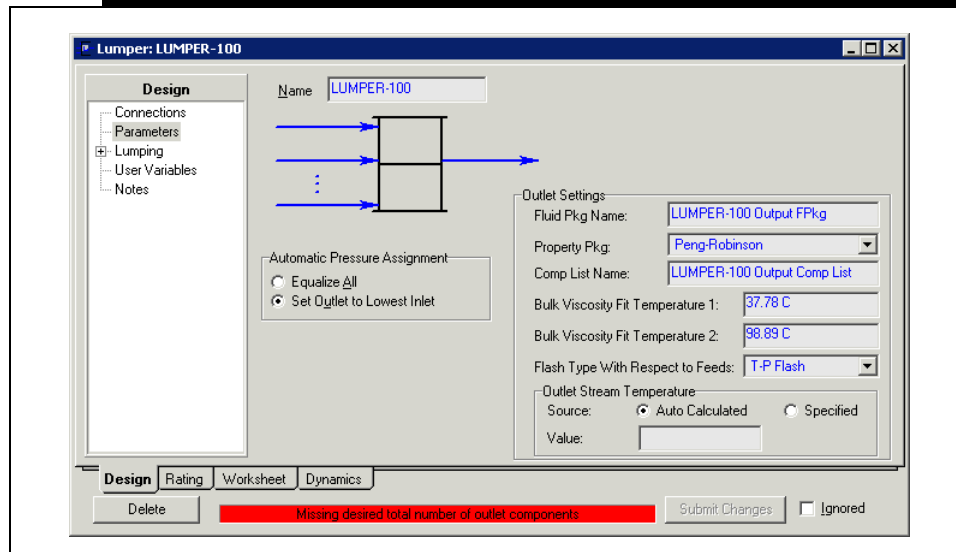 Lumper: LUMPER-100
Design
Connections
Parameters
Lumping
User Variables
Notes
Name LUMPER-100
Automatic Pressure Assignment
Equalize All
Set Outlet to Lowest Inlet
Outlet Settings
Fluid Pkg Name: LUMPER-100 Output FPkg
Property Pkg: Peng-Robinson
Comp List Name: LUMPER-100 Output Comp List
Bulk Viscosity Fit Temperature 1: 37.78 C
Bulk Viscosity Fit Temperature 2: 98.89 C
Flash Type With Respect to Feeds: T-P Flash
Outlet Stream Temperature
Source: Auto Calculated Specified
Value:
Design Rating Worksheet Dynamics
Delete Missing desired total number of outlet components Submit Changes Ignored